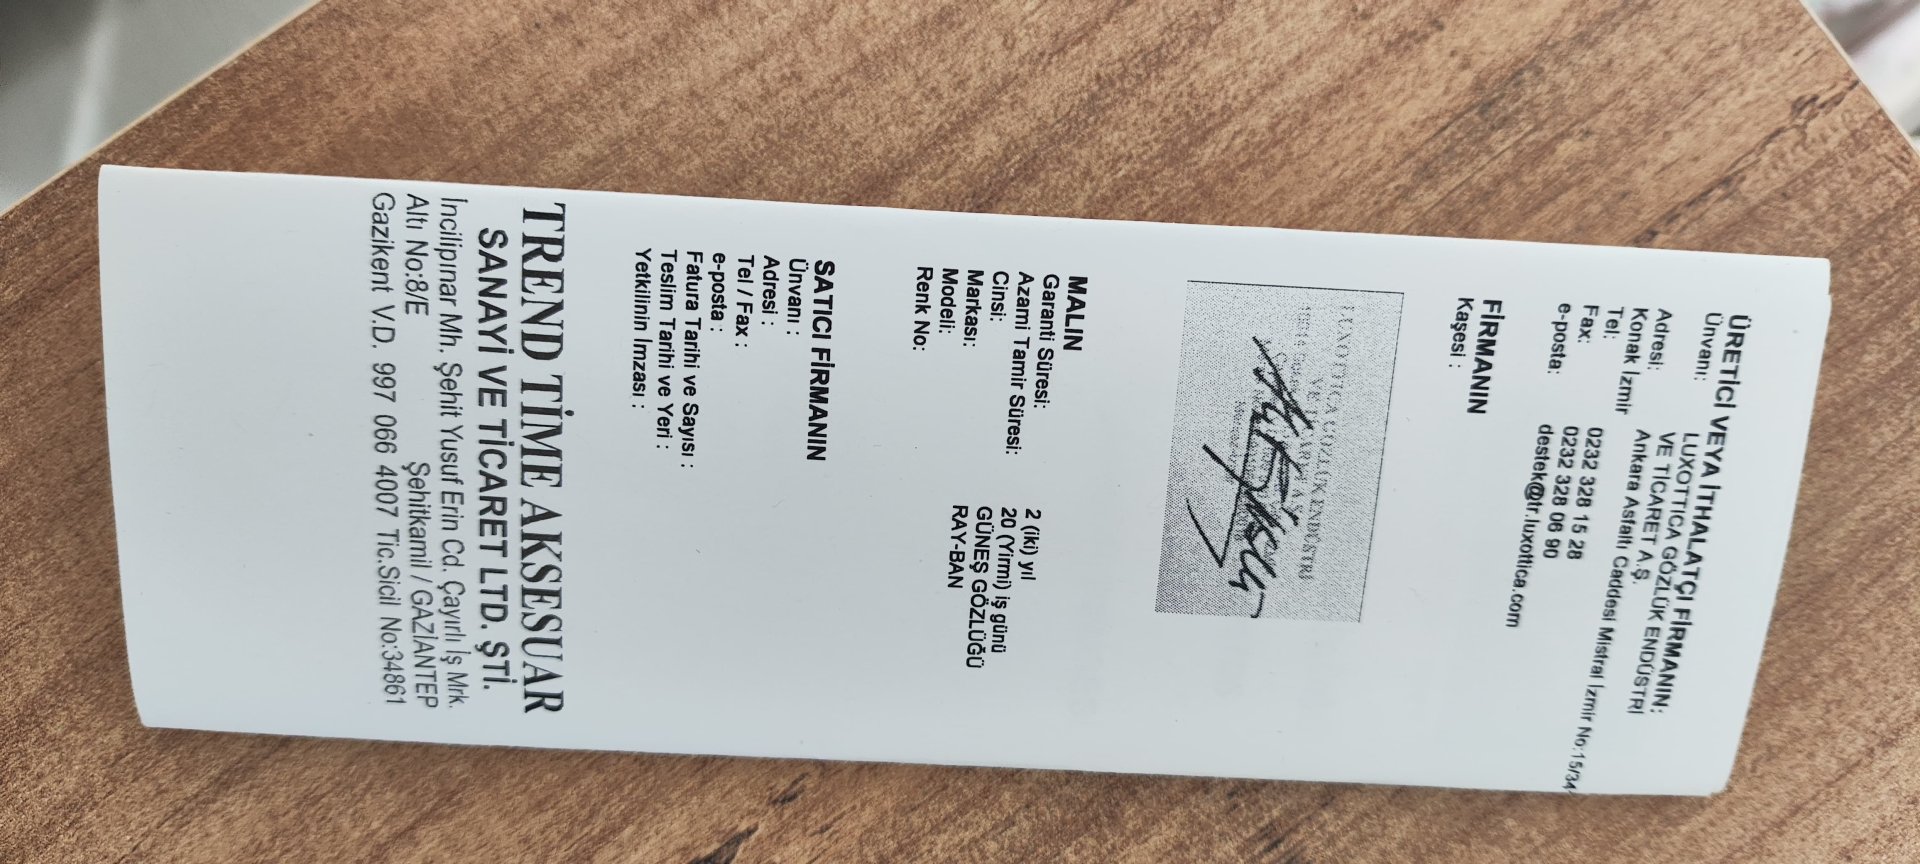 ÜRETİCİ VEYA İTHALATÇI FİRMANIN:
Ünvanı: LUXOTTICA GÖZLÜK ENDÜSTRİ
VE TİCARET A.Ş.
Adresi: Ankara Asfaltı Caddesi Mistral İzmir No:15/34
Konak İzmir
Tel: 0232 328 15 28
Fax: 0232 328 06 90
e-posta: destek@tr.luxottica.com
FİRMANIN
Kaşesi :
LUXOTTICA GÖZLÜK ENDÜSTRİ
MALIN
Garanti Süresi: 2 (iki) yıl
Azami Tamir Süresi: 20 (Yirmi) iş günü
Cinsi: GÜNEŞ GÖZLÜĞÜ
Markası: RAY-BAN
Modeli:
Renk No:
SATICI FİRMANIN
Ünvanı :
Adresi :
Tel / Fax :
e-posta :
Fatura Tarihi ve Sayısı :
Teslim Tarihi ve Yeri :
Yetkilinin İmzası :
TREND TİME AKSESUAR
SANAYİ VE TİCARET LTD. ŞTİ.
İncilipınar Mh. Şehit Yusuf Erin Cd. Çayırlı İş Mrk.
Altı No:8/E Şehitkamil / GAZİANTEP
Gazikent V.D. 997 066 4007 Tic.Sicil No:34861